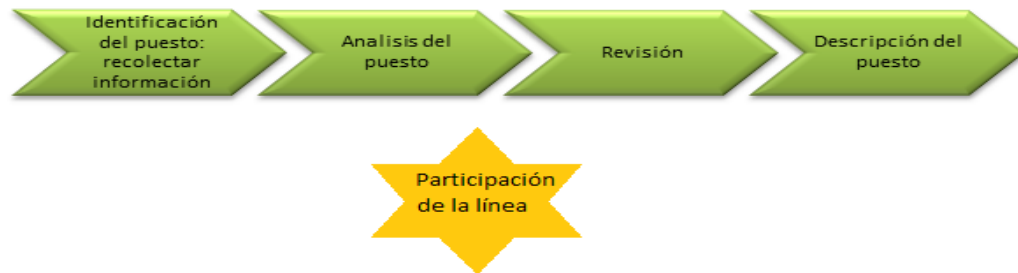 Identificación
del puesto:
recolectar
información
Analisis del
puesto
Revisión
Descripción del
puesto
Participación
de la línea